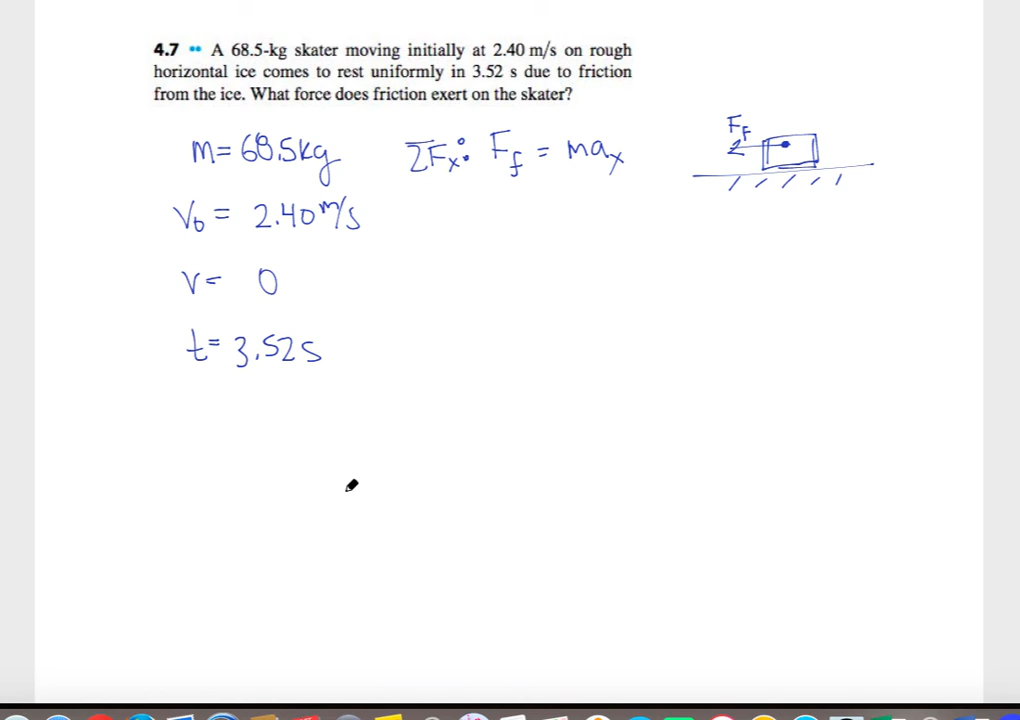 4.7 •• A 68.5-kg skater moving initially at 2.40 m/s on rough
horizontal ice comes to rest uniformly in 3.52 s due to friction
from the ice. What force does friction exert on the skater?
m= 68.5kg
ΣFx: Ff = max
Ff
V0 = 2.40 m/s
V= 0
t= 3.52s